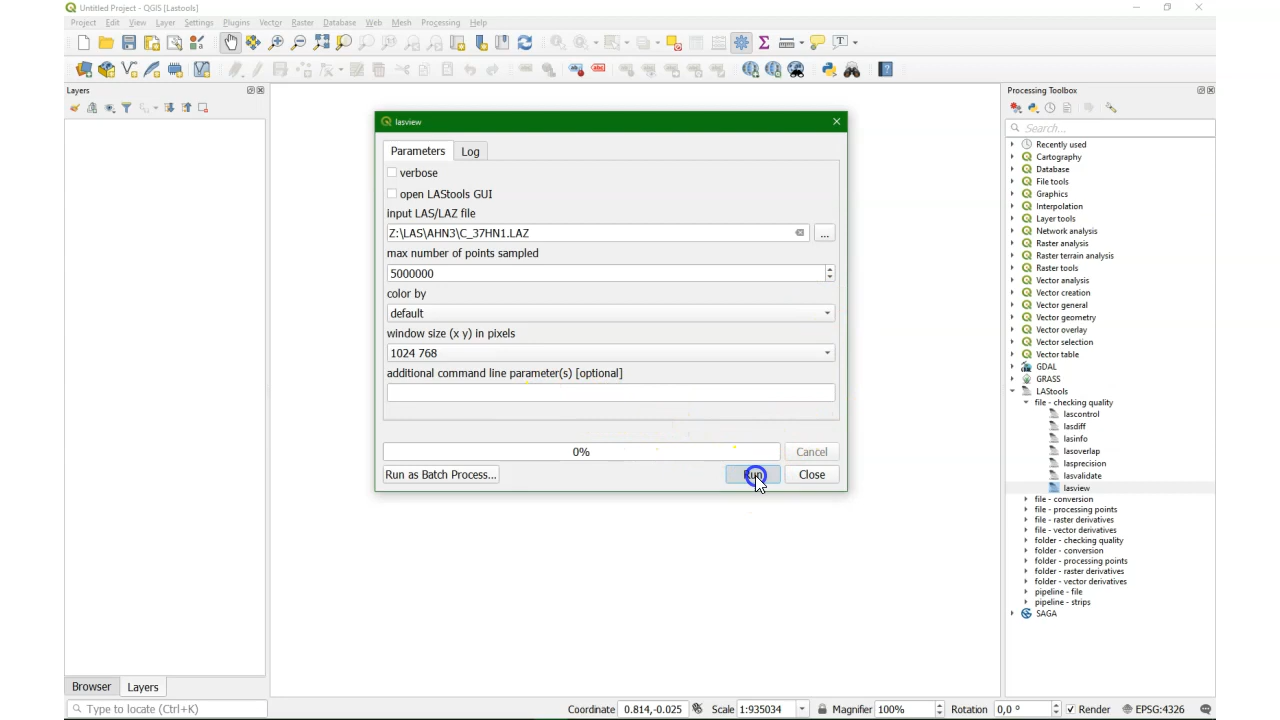 Untitled Project - QGIS [Lastools]
Project Edit View Layer Settings Plugins Vector Raster Database Web Mesh Processing Help
Layers
Processing Toolbox
lasview
Parameters
Log
verbose
open LAStools GUI
input LAS/LAZ file
Z:\LAS\AHN3\C_37HN1.LAZ
...
max number of points sampled
5000000
color by
default
window size (x y) in pixels
1024 768
additional command line parameter(s) [optional]
0%
Cancel
Run as Batch Process...
Run
Close
Search...
Recently used
Cartography
Database
File tools
Graphics
Interpolation
Layer tools
Network analysis
Raster analysis
Raster terrain analysis
Raster tools
Vector analysis
Vector creation
Vector general
Vector geometry
Vector overlay
Vector selection
Vector table
GDAL
GRASS
LAStools
file - checking quality
lascontrol
lasdiff
lasinfo
lasoverlap
lasprecision
lasvalidate
lasview
file - conversion
file - processing points
file - raster derivatives
file - vector derivatives
folder - checking quality
folder - conversion
folder - processing points
folder - raster derivatives
folder - vector derivatives
pipeline - file
pipeline - strips
SAGA
Browser
Layers
Type to locate (Ctrl+K)
Coordinate 0.814,-0.025 Scale 1:935034 Magnifier 100% Rotation 0,0 ° Render EPSG:4326